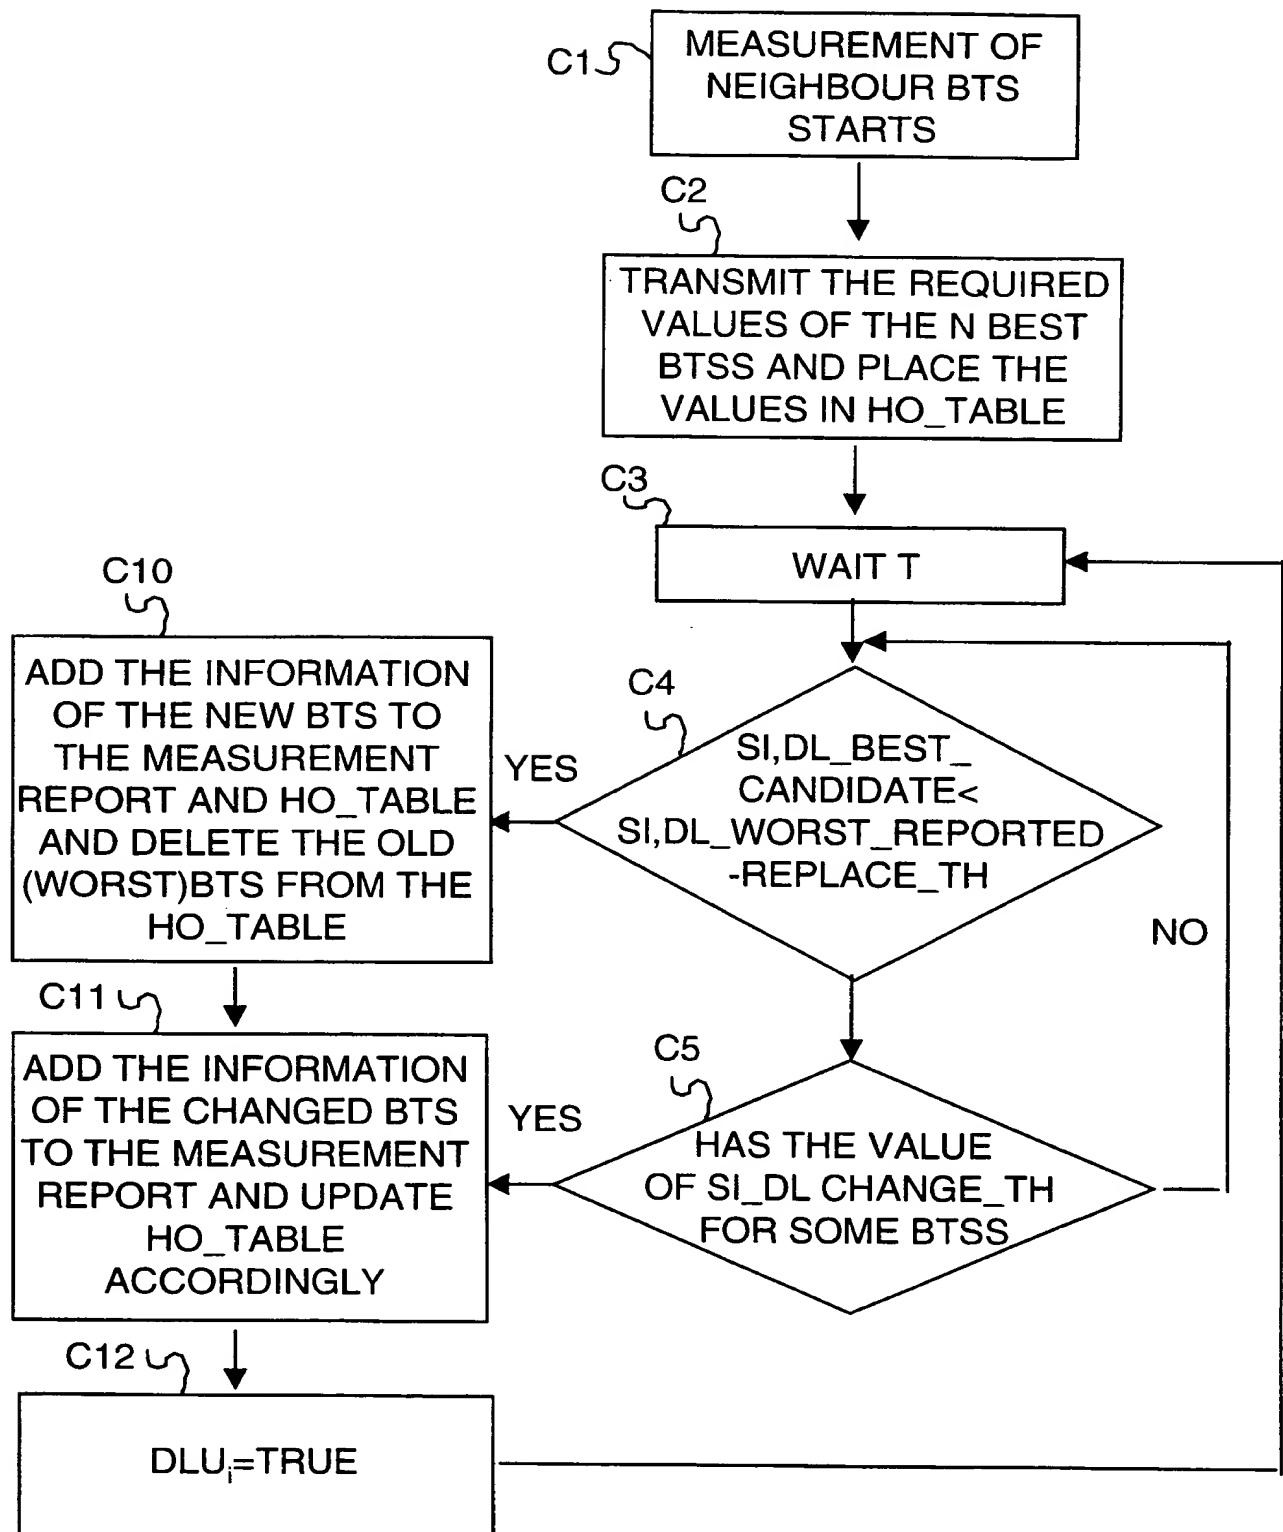 C1
MEASUREMENT OF
NEIGHBOUR BTS
STARTS
C2
TRANSMIT THE REQUIRED
VALUES OF THE N BEST
BTSS AND PLACE THE
VALUES IN HO_TABLE
C3
WAIT T
C10
ADD THE INFORMATION
OF THE NEW BTS TO
THE MEASUREMENT
REPORT AND HO_TABLE
AND DELETE THE OLD
(WORST)BTS FROM THE
HO_TABLE
YES
C4
SI,DL_BEST_
CANDIDATE<
SI,DL_WORST_REPORTED
-REPLACE_TH
NO
C11
ADD THE INFORMATION
OF THE CHANGED BTS
TO THE MEASUREMENT
REPORT AND UPDATE
HO_TABLE
ACCORDINGLY
YES
C5
HAS THE VALUE
OF SI_DL CHANGE_TH
FOR SOME BTSS
C12
DLUi=TRUE